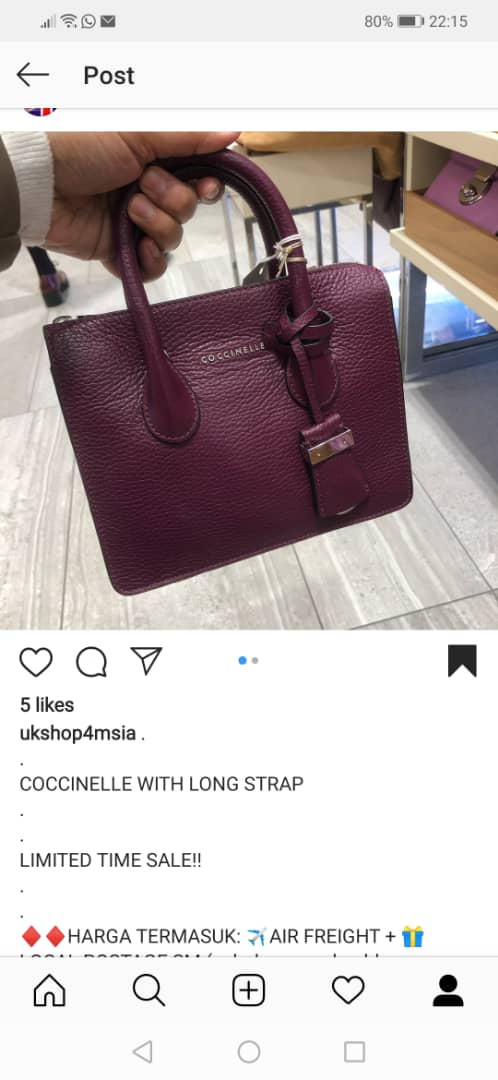 80% 22:15
Post
COCCINELLE
5 likes
ukshop4msia .
.
COCCINELLE WITH LONG STRAP
.
.
LIMITED TIME SALE!!
.
.
♦️♦️HARGA TERMASUK: ✈️AIR FREIGHT + 🎁